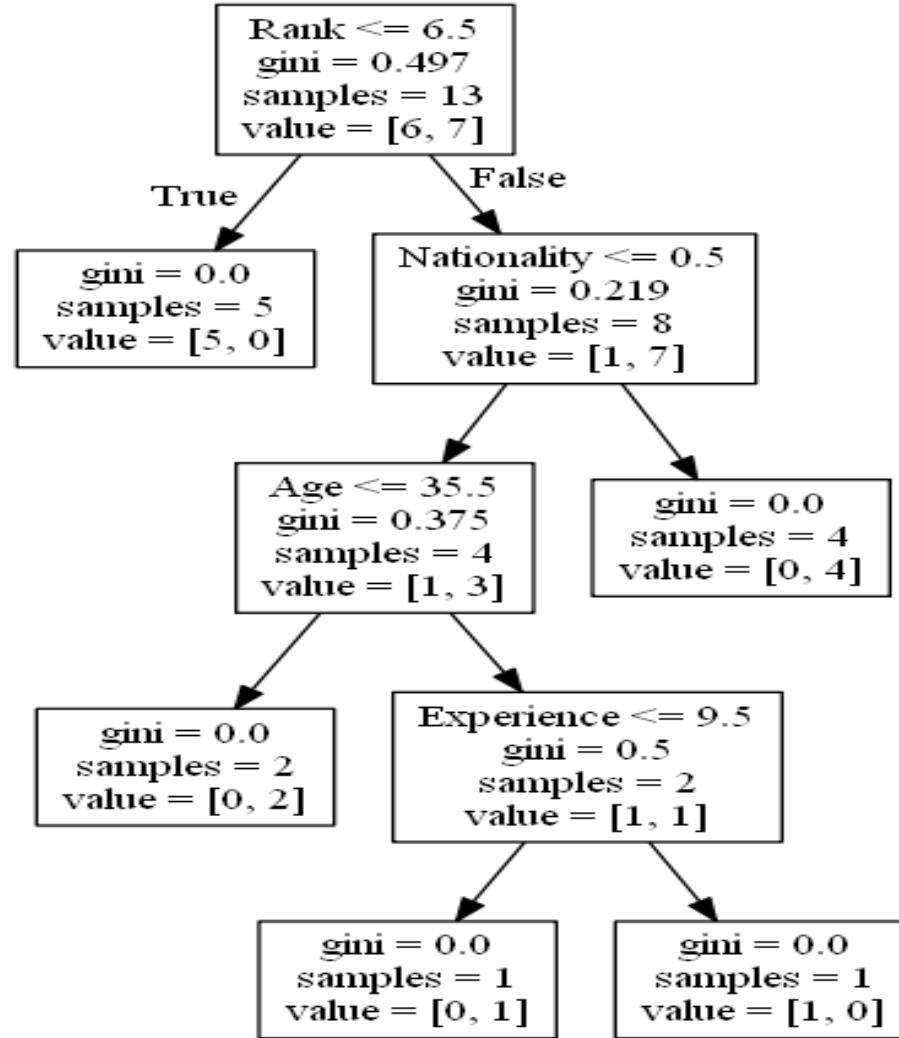 Rank <= 6.5
gini = 0.497
samples = 13
value = [6, 7]
True
False
gini = 0.0
samples = 5
value = [5, 0]
Nationality <= 0.5
gini = 0.219
samples = 8
value = [1, 7]
Age <= 35.5
gini = 0.375
samples = 4
value = [1, 3]
gini = 0.0
samples = 4
value = [0, 4]
gini = 0.0
samples = 2
value = [0, 2]
Experience <= 9.5
gini = 0.5
samples = 2
value = [1, 1]
gini = 0.0
samples = 1
value = [0, 1]
gini = 0.0
samples = 1
value = [1, 0]